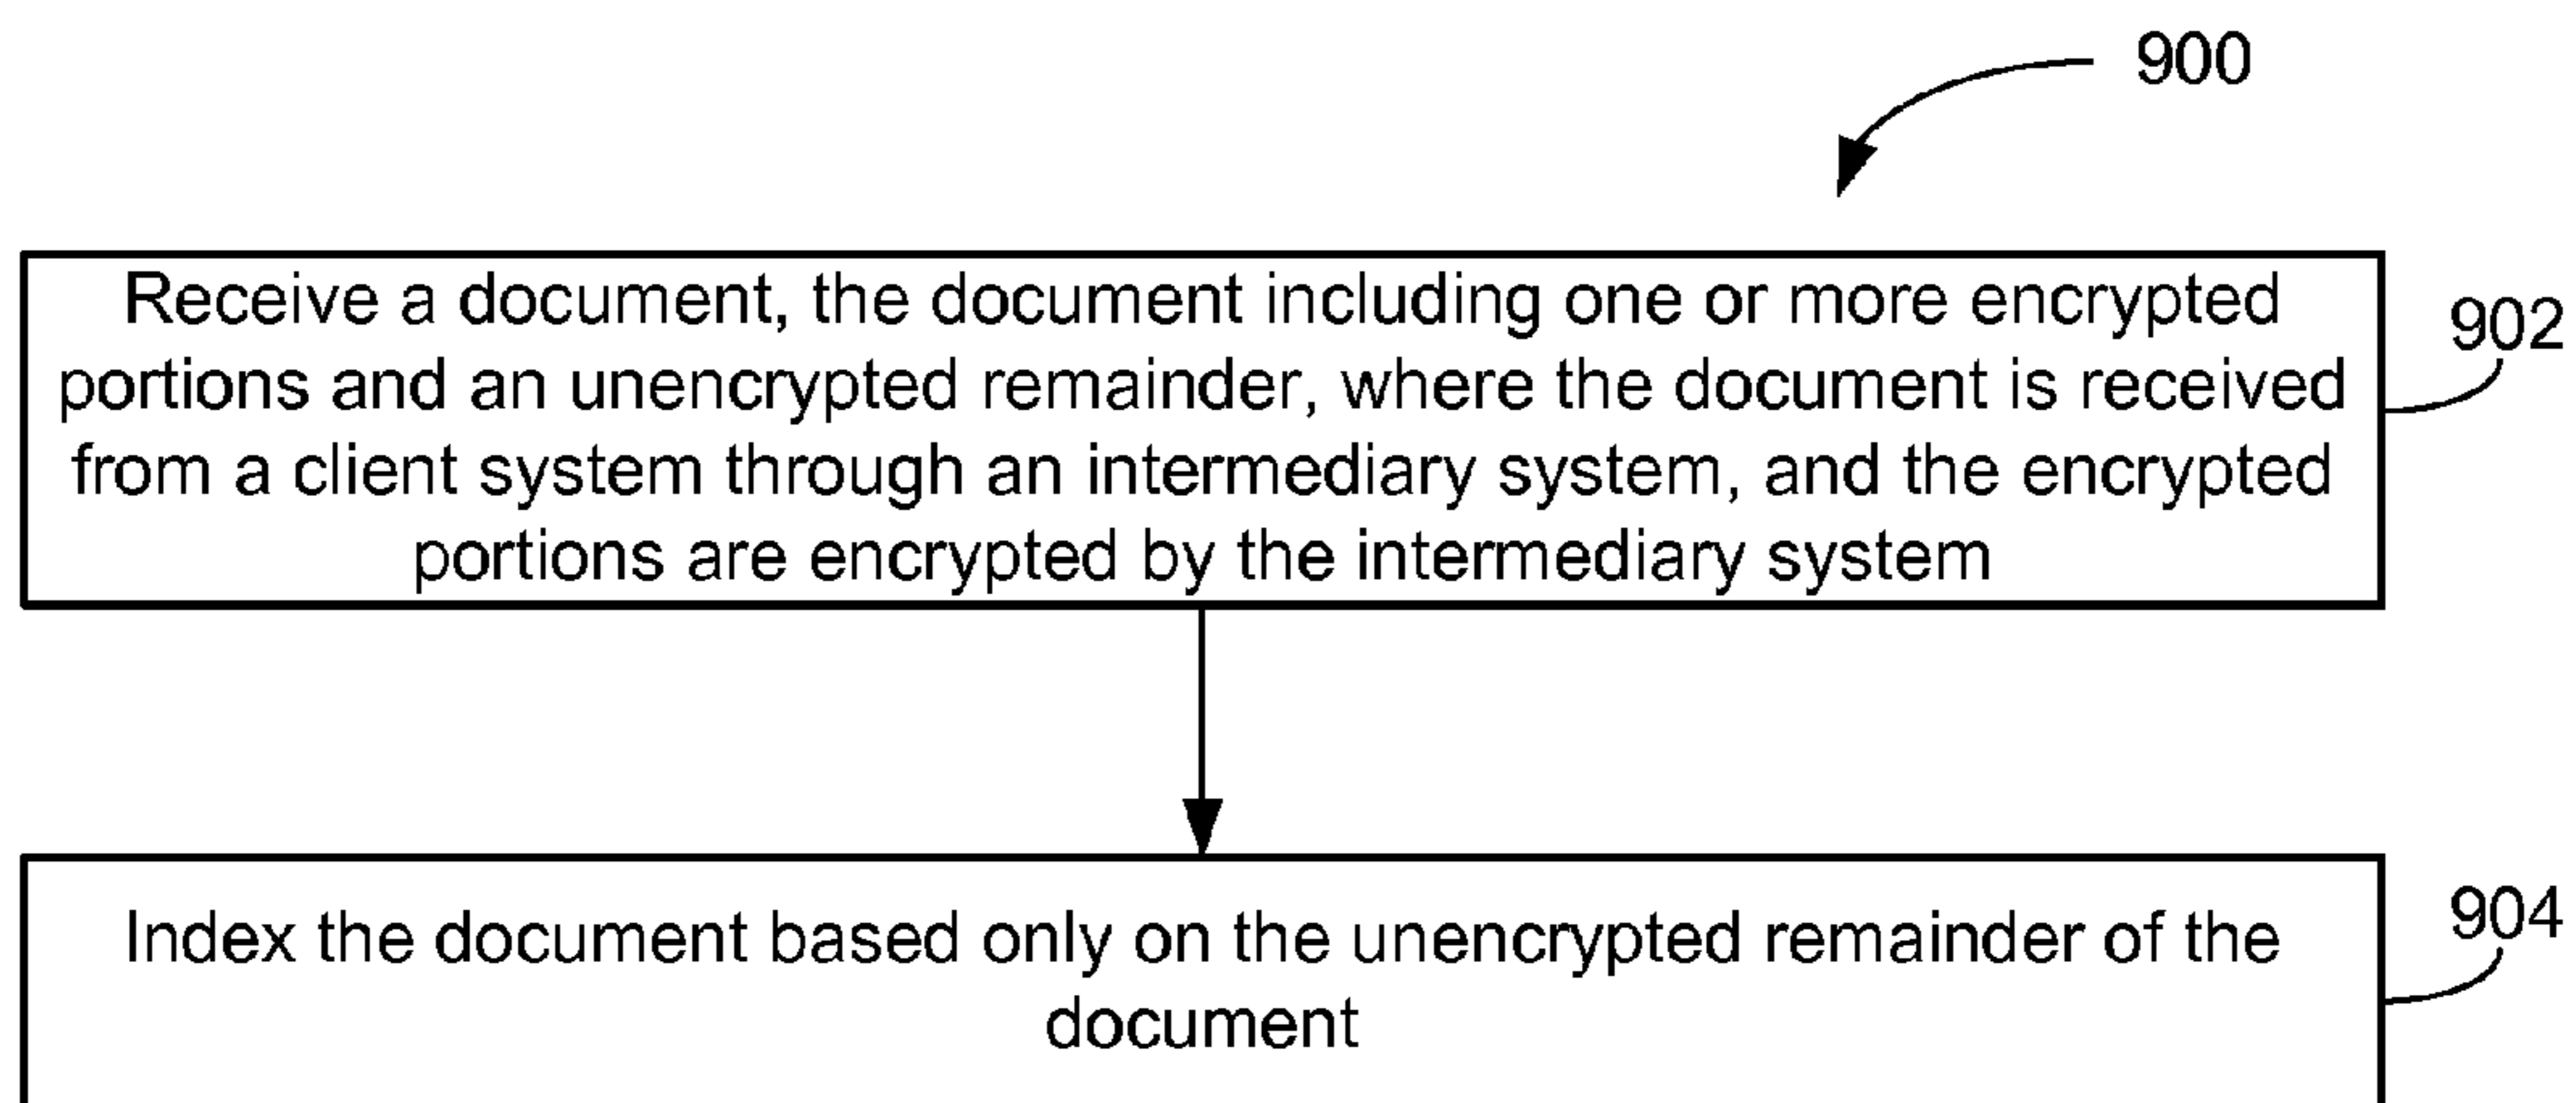 900
Receive a document, the document including one or more encrypted
portions and an unencrypted remainder, where the document is received
from a client system through an intermediary system, and the encrypted
portions are encrypted by the intermediary system
902
Index the document based only on the unencrypted remainder of the
document
904